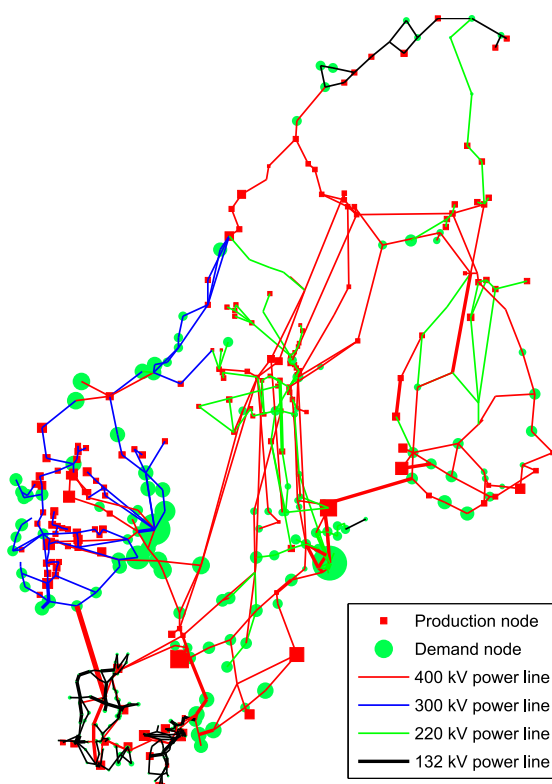 Production node
Demand node
400 kV power line
300 kV power line
220 kV power line
132 kV power line